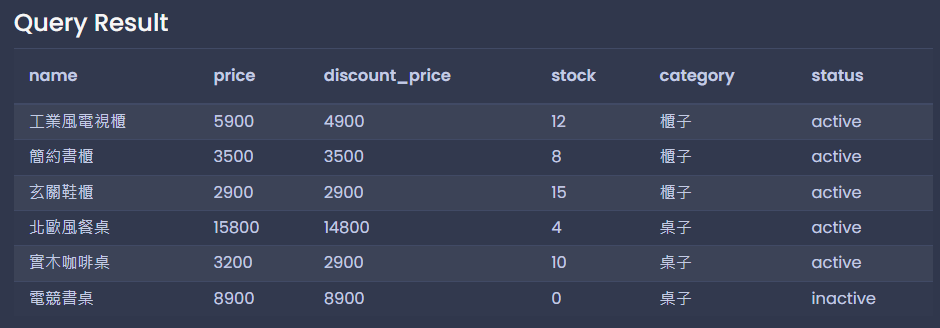 Query Result
name price discount_price stock category status
工業風電視櫃 5900 4900 12 櫃子 active
簡約書櫃 3500 3500 8 櫃子 active
玄關鞋櫃 2900 2900 15 櫃子 active
北歐風餐桌 15800 14800 4 桌子 active
實木咖啡桌 3200 2900 10 桌子 active
電競書桌 8900 8900 0 桌子 inactive